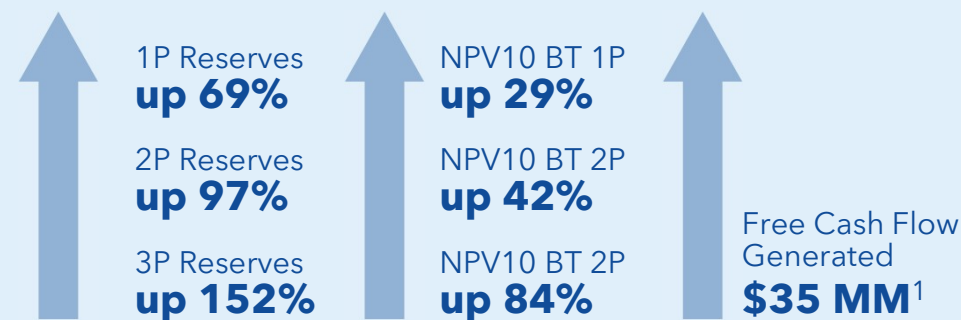 1P Reserves
up 69%
2P Reserves
up 97%
3P Reserves
up 152%
NPV10 BT 1P
up 29%
NPV10 BT 2P
up 42%
NPV10 BT 2P
up 84%
Free Cash Flow
Generated
$35 MM¹